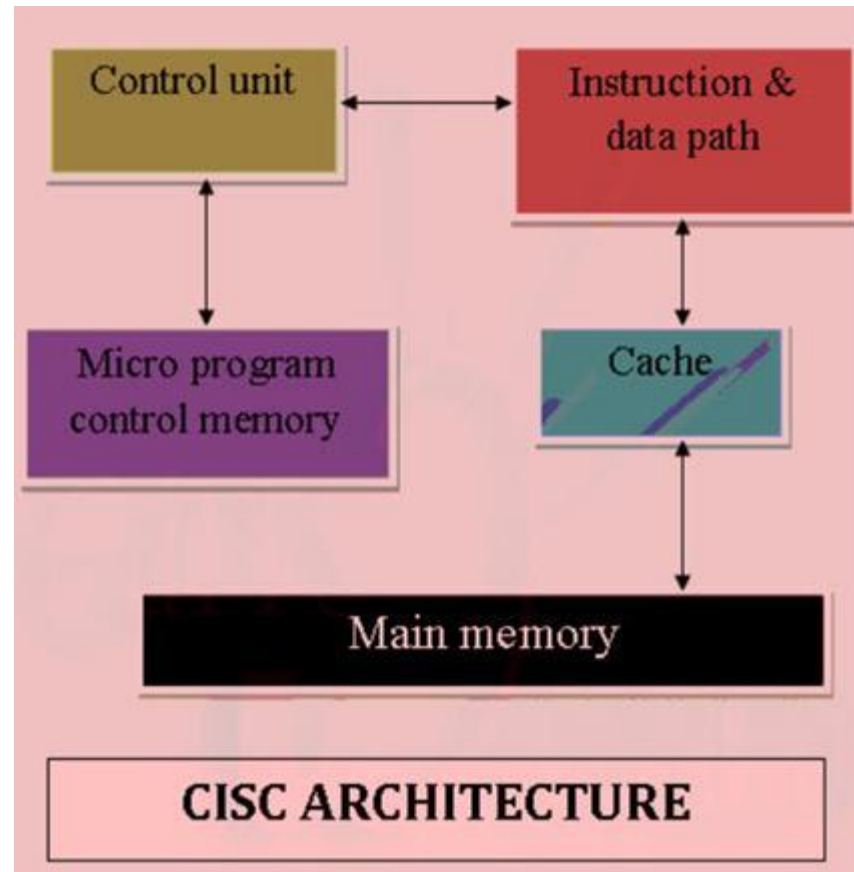 Control unit
Instruction &
data path
Micro program
control memory
Cache
Main memory
CISC ARCHITECTURE